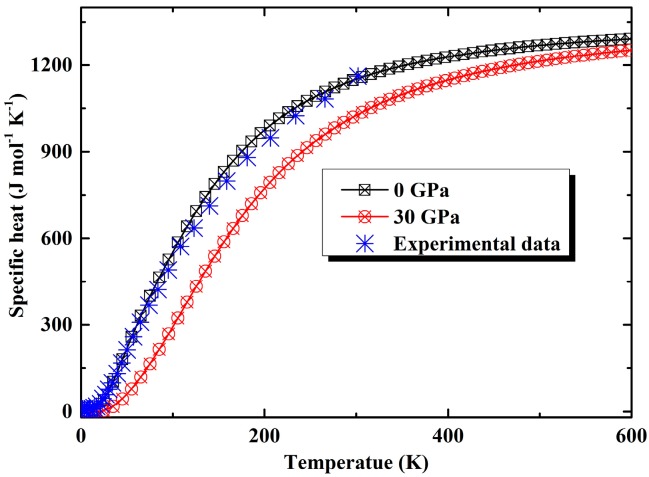 Specific heat (J mol⁻¹ K⁻¹)
1200
900
600
300
0
0 GPa
30 GPa
Experimental data
0
200
400
600
Temperatue (K)